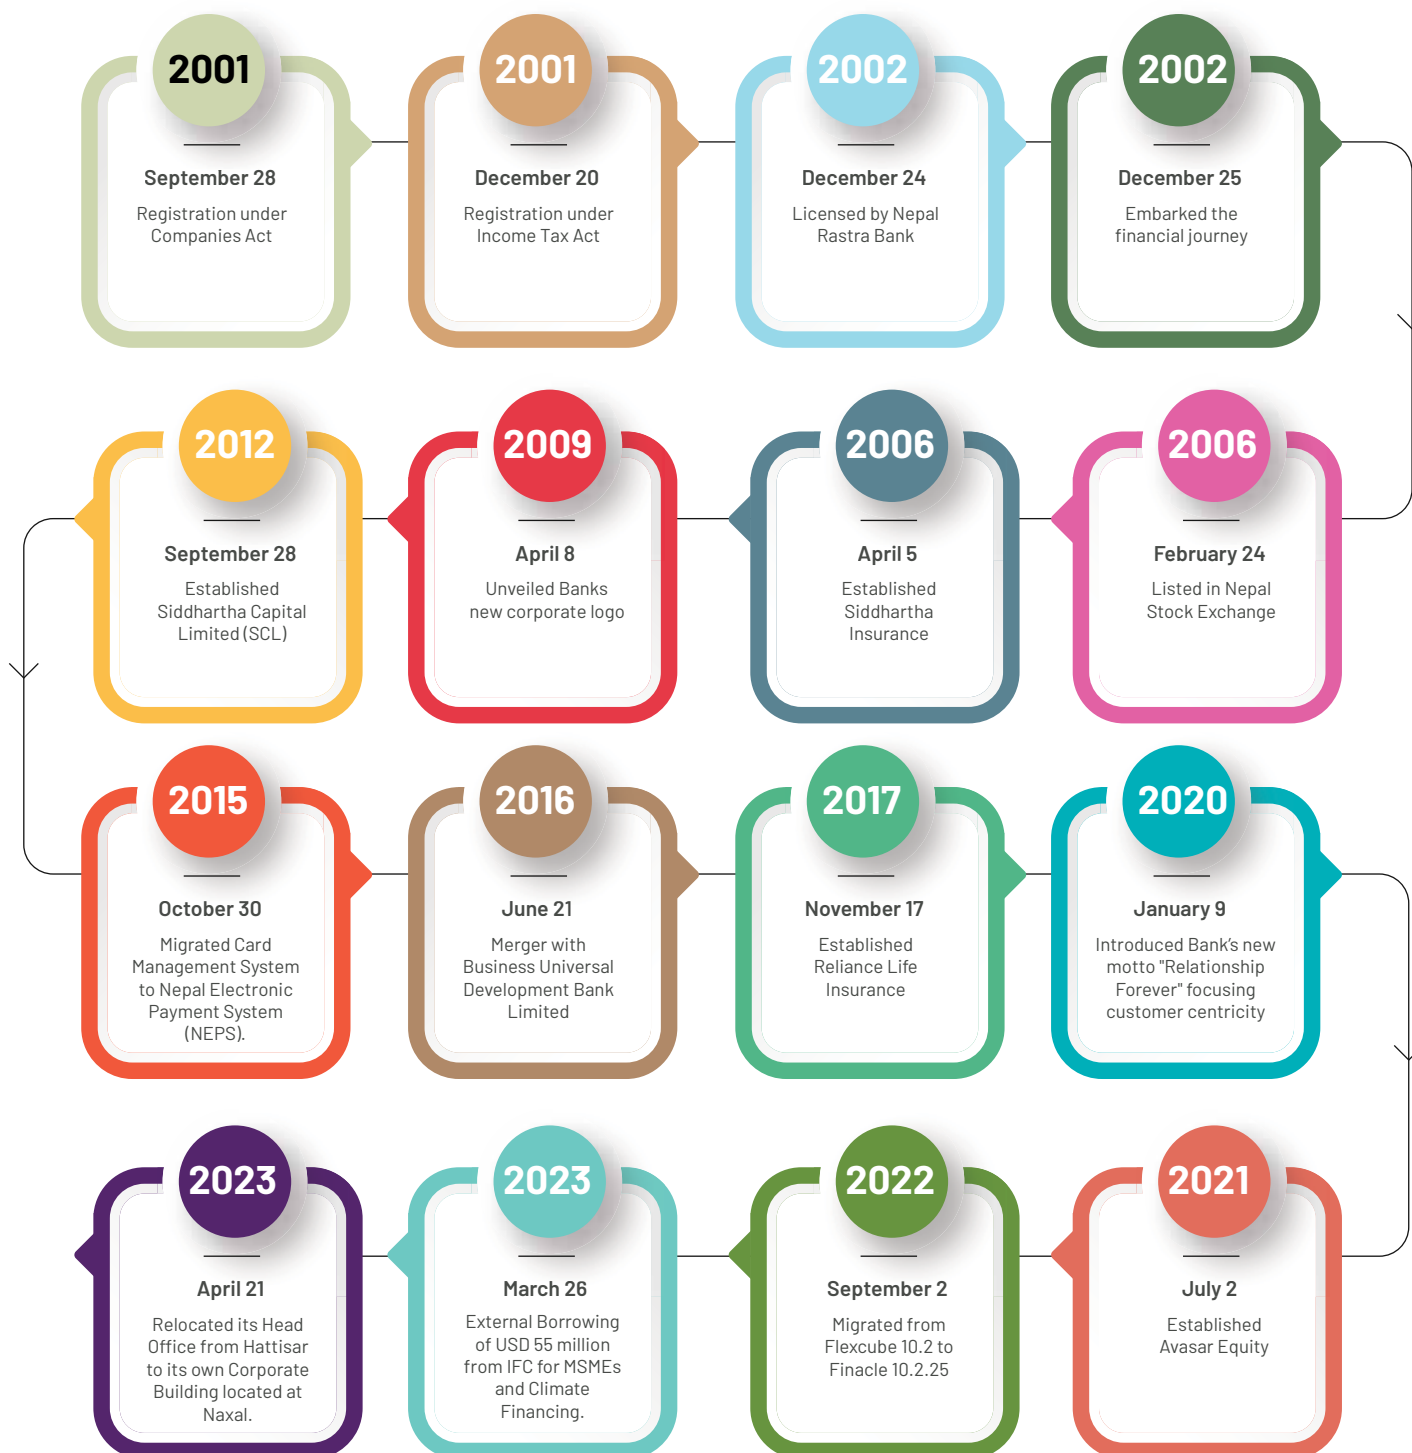 2001
September 28
Registration under
Companies Act
2001
December 20
Registration under
Income Tax Act
2002
December 24
Licensed by Nepal
Rastra Bank
2002
December 25
Embarked the
financial journey
2012
September 28
Established
Siddhartha Capital
Limited (SCL)
2009
April 8
Unveiled Banks
new corporate logo
2006
April 5
Established
Siddhartha
Insurance
2006
February 24
Listed in Nepal
Stock Exchange
2015
October 30
Migrated Card
Management System
to Nepal Electronic
Payment System
(NEPS).
2016
June 21
Merger with
Business Universal
Development Bank
Limited
2017
November 17
Established
Reliance Life
Insurance
2020
January 9
Introduced Bank's new
motto "Relationship
Forever" focusing
customer centricity
2023
April 21
Relocated its Head
Office from Hattisar
to its own Corporate
Building located at
Naxal.
2023
March 26
External Borrowing
of USD 55 million
from IFC for MSMEs
and Climate
Financing.
2022
September 2
Migrated from
Flexcube 10.2 to
Finacle 10.2.25
2021
July 2
Established
Avasar Equity